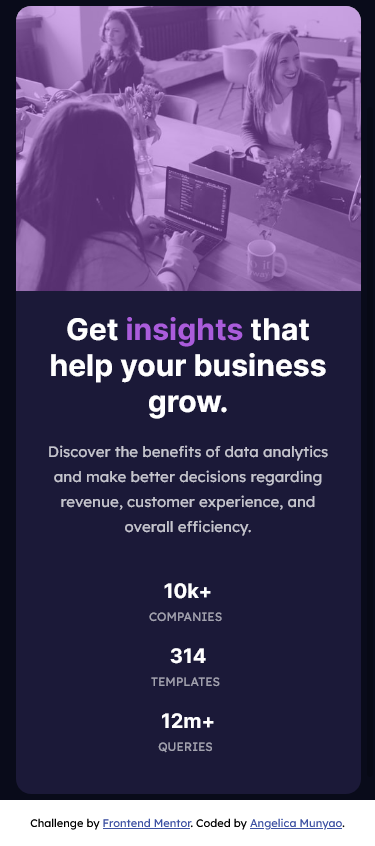 Get insights that
help your business
grow.
Discover the benefits of data analytics
and make better decisions regarding
revenue, customer experience, and
overall efficiency.
10k+
COMPANIES
314
TEMPLATES
12m+
QUERIES
Challenge by Frontend Mentor. Coded by Angelica Munyao.